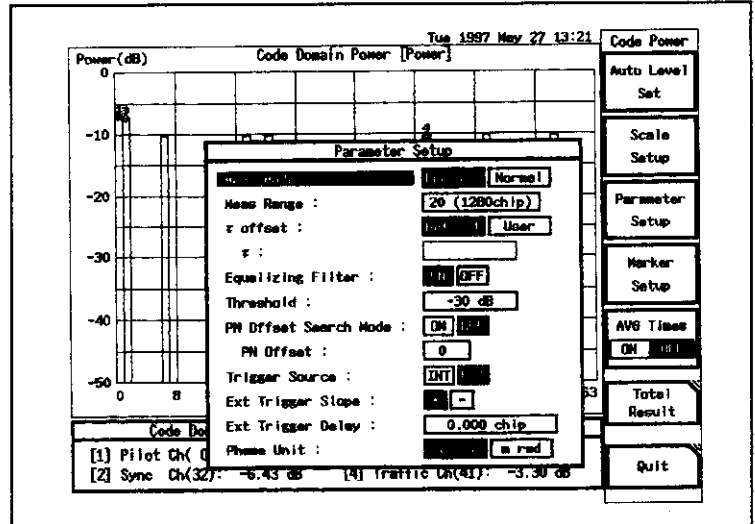 Tue 1997 May 27 13:21
Code Power
Power(dB)
Code Domain Power [Power]
0
-10
-20
-30
-40
-50
0
8
63
4
Parameter Setup
Normal
Meas Range :
20 (1280chip)
τ offset :
User
τ :
Equalizing Filter :
ON OFF
Threshold :
-30 dB
PN Offset Search Mode :
ON
PN Offset :
0
Trigger Source :
INT
Ext Trigger Slope :
+ -
Ext Trigger Delay :
0.000 chip
Phase Unit :
m rad
Code Do
[1] Pilot Ch( 0
[2] Sync Ch(32): -6.43 dB
[4] Traffic Ch(41): -3.30 dB
Auto Level
Set
Scale
Setup
Parameter
Setup
Marker
Setup
AVG Times
ON OFF
Total
Result
Quit